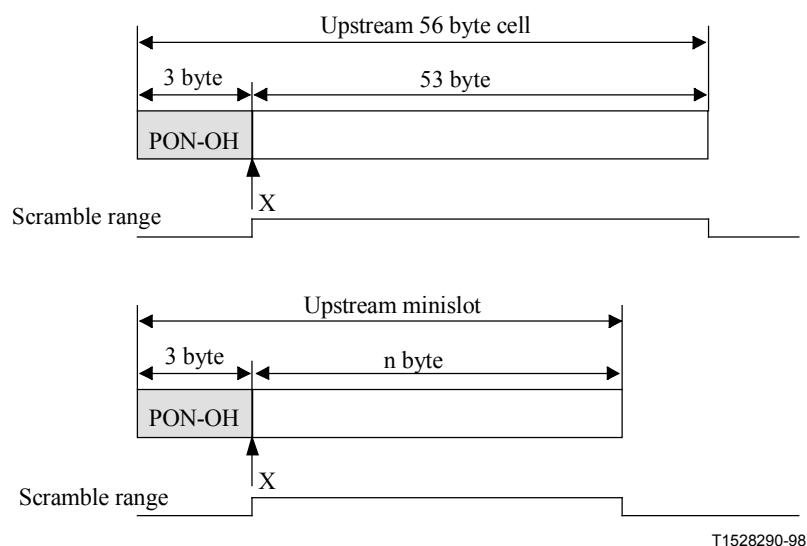 Upstream 56 byte cell
3 byte
53 byte
PON-OH
X
Scramble range
Upstream minislot
3 byte
n byte
PON-OH
X
Scramble range
T1528290-98